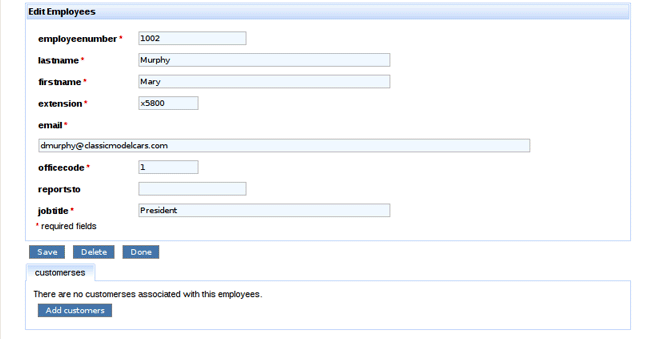 Edit Employees
employeenumber * 1002
lastname * Murphy
firstname * Mary
extension * x5800
email *
dmurphy@classicmodelcars.com
officecode * 1
reportsto
jobtitle * President
* required fields
Save Delete Done
customerses
There are no customerses associated with this employees.
Add customers